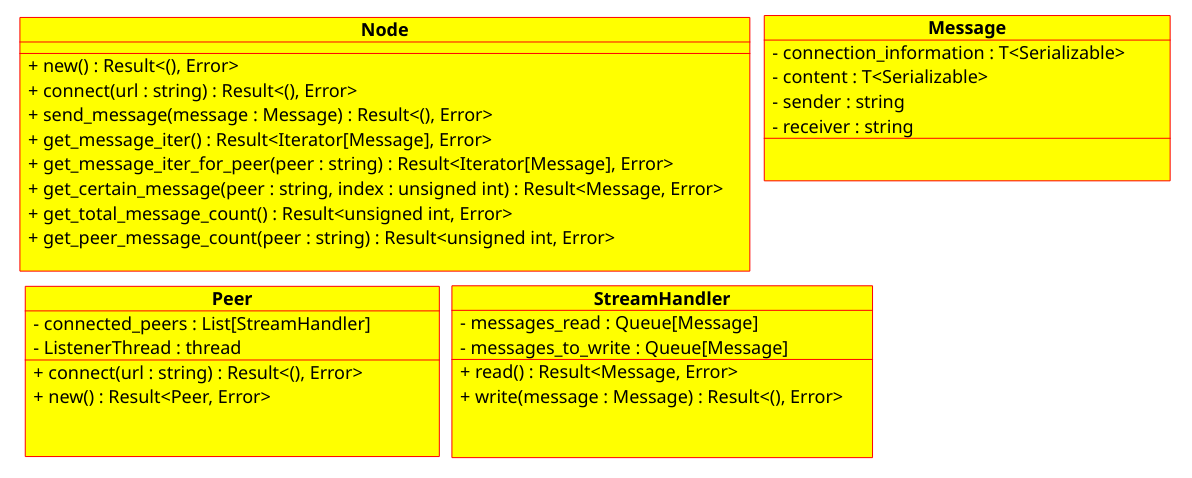 Node
+ new() : Result<(), Error>
+ connect(url : string) : Result<(), Error>
+ send_message(message : Message) : Result<(), Error>
+ get_message_iter() : Result<Iterator[Message], Error>
+ get_message_iter_for_peer(peer : string) : Result<Iterator[Message], Error>
+ get_certain_message(peer : string, index : unsigned int) : Result<Message, Error>
+ get_total_message_count() : Result<unsigned int, Error>
+ get_peer_message_count(peer : string) : Result<unsigned int, Error>
Message
- connection_information : T<Serializable>
- content : T<Serializable>
- sender : string
- receiver : string
Peer
- connected_peers : List[StreamHandler]
- ListenerThread : thread
+ connect(url : string) : Result<(), Error>
+ new() : Result<Peer, Error>
StreamHandler
- messages_read : Queue[Message]
- messages_to_write : Queue[Message]
+ read() : Result<Message, Error>
+ write(message : Message) : Result<(), Error>